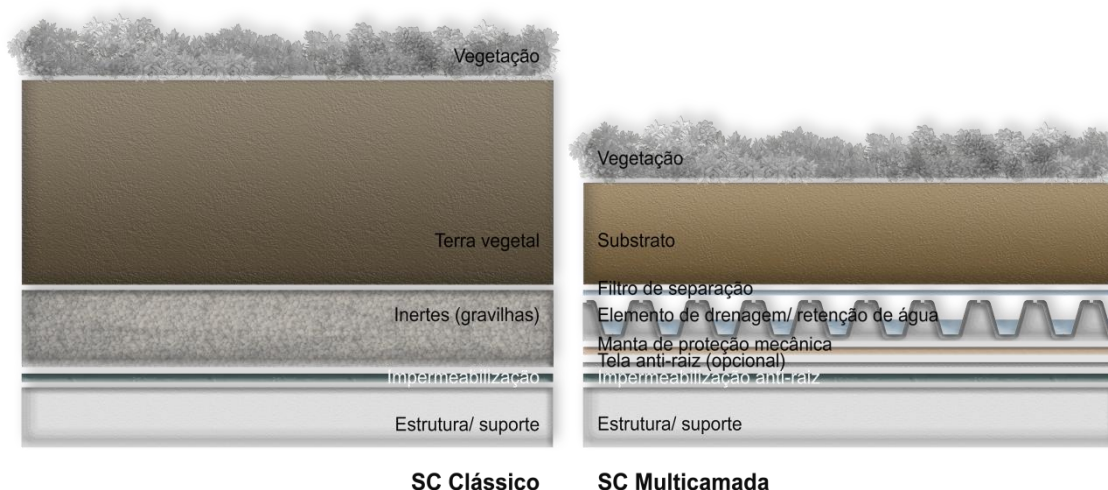 Vegetação
Terra vegetal
Inertes (gravilhas)
Impermeabilização
Estrutura/ suporte
SC Clássico
Vegetação
Substrato
Filtro de separação
Elemento de drenagem/ retenção de água
Manta de proteção mecânica
Tela anti-raiz (opcional)
Impermeabilização anti-raiz
Estrutura/ suporte
SC Multicamada